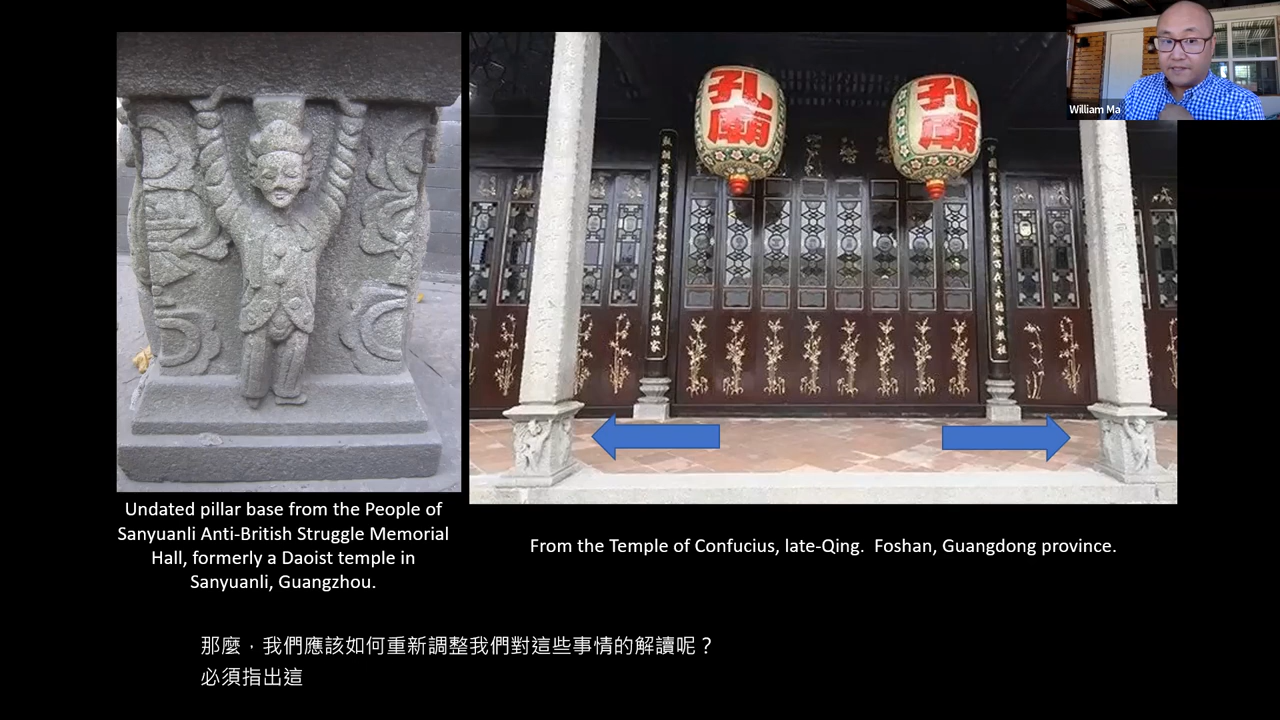 William Ma
孔廟
孔廟
Undated pillar base from the People of
Sanyuanli Anti-British Struggle Memorial
Hall, formerly a Daoist temple in
Sanyuanli, Guangzhou.
From the Temple of Confucius, late-Qing.  Foshan, Guangdong province.
那麼，我們應該如何重新調整我們對這些事情的解讀呢？
必須指出這